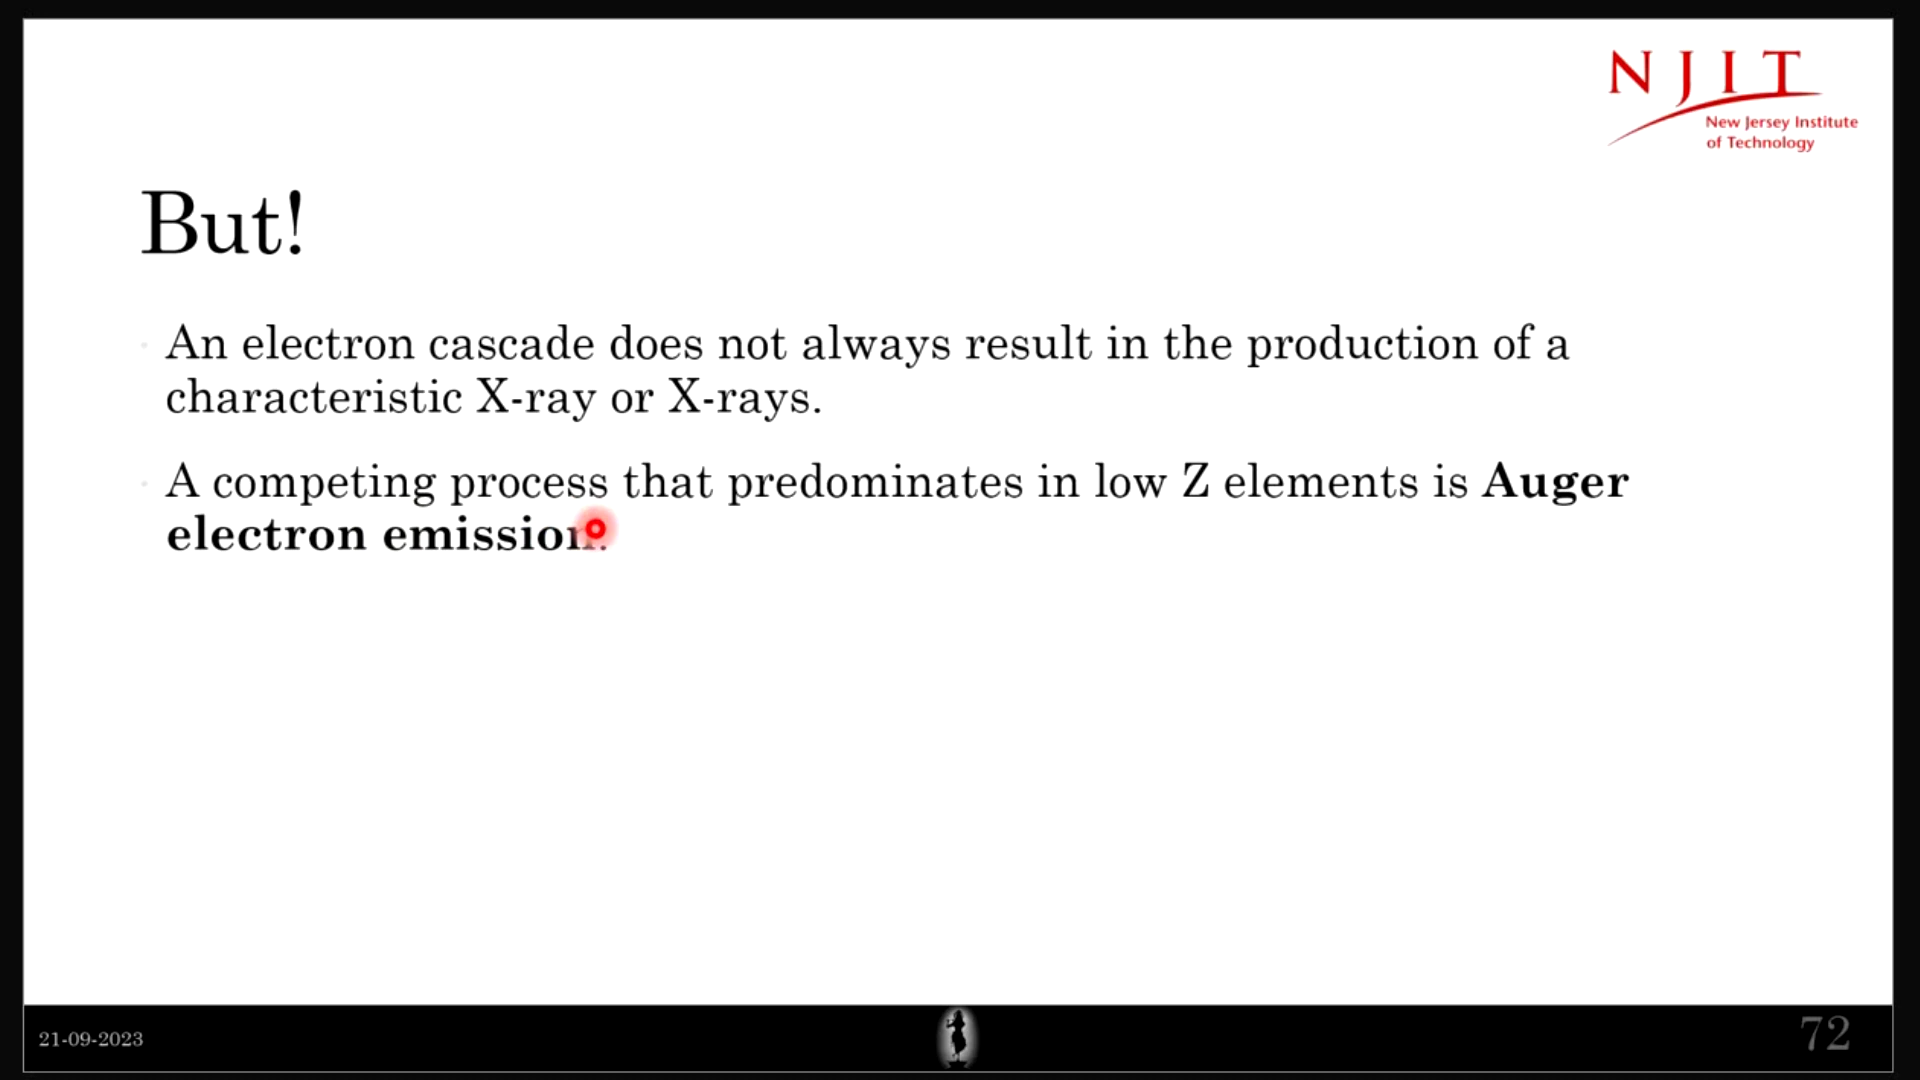 N J I T
New Jersey Institute
of Technology
But!
An electron cascade does not always result in the production of a
characteristic X-ray or X-rays.
A competing process that predominates in low Z elements is Auger
electron emission.
21-09-2023
72